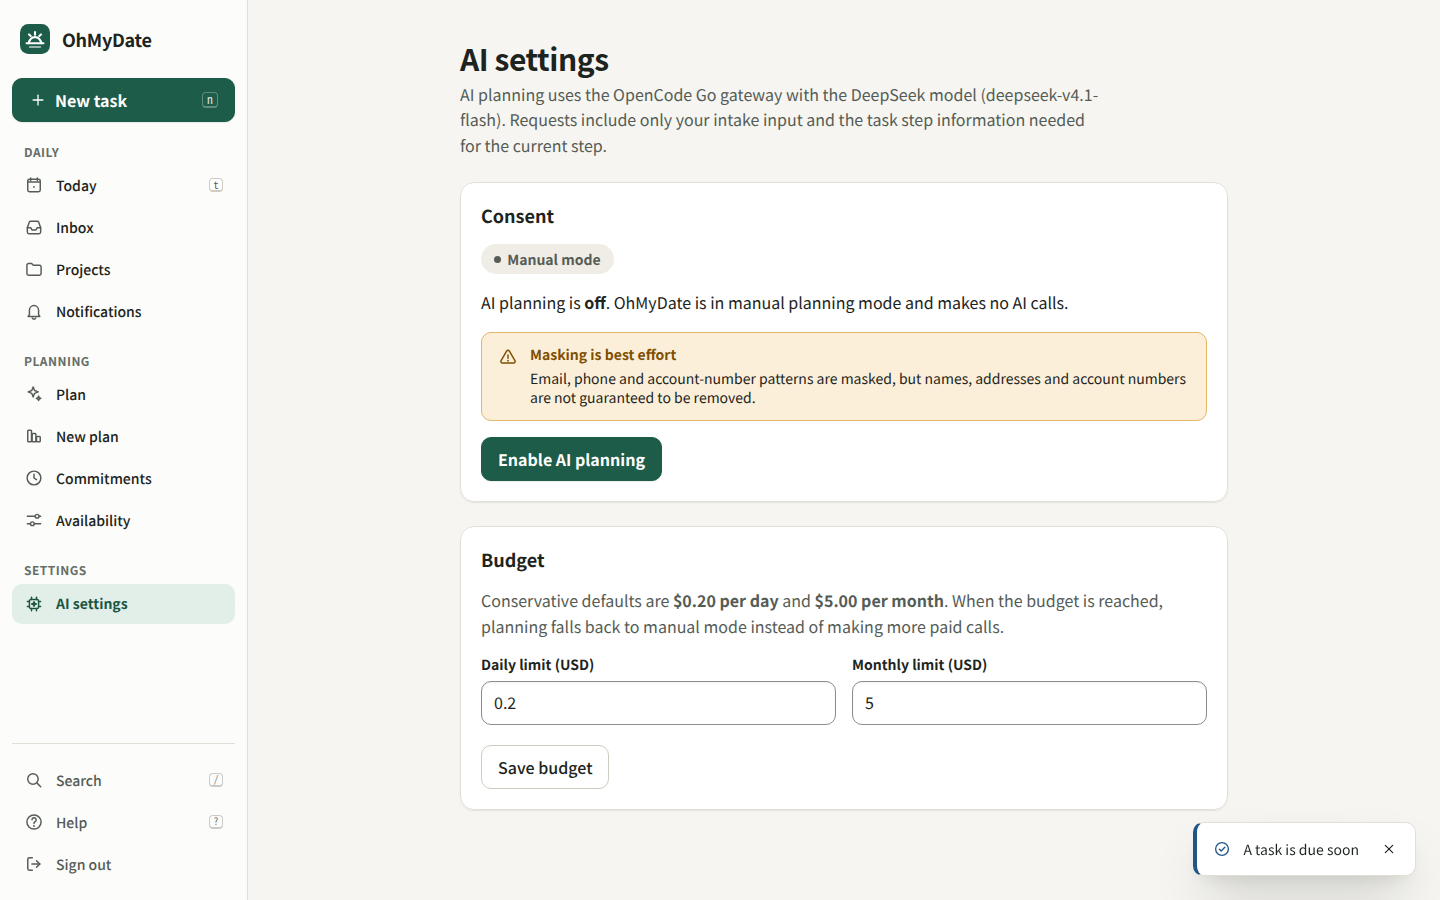 OhMyDate
New task
n
DAILY
Today
t
Inbox
Projects
Notifications
PLANNING
Plan
New plan
Commitments
Availability
SETTINGS
AI settings
Search
/
Help
?
Sign out
AI settings
AI planning uses the OpenCode Go gateway with the DeepSeek model (deepseek-v4.1-
flash). Requests include only your intake input and the task step information needed
for the current step.
Consent
Manual mode
AI planning is off. OhMyDate is in manual planning mode and makes no AI calls.
Masking is best effort
Email, phone and account-number patterns are masked, but names, addresses and account numbers
are not guaranteed to be removed.
Enable AI planning
Budget
Conservative defaults are $0.20 per day and $5.00 per month. When the budget is reached,
planning falls back to manual mode instead of making more paid calls.
Daily limit (USD)
Monthly limit (USD)
0.2
5
Save budget
A task is due soon